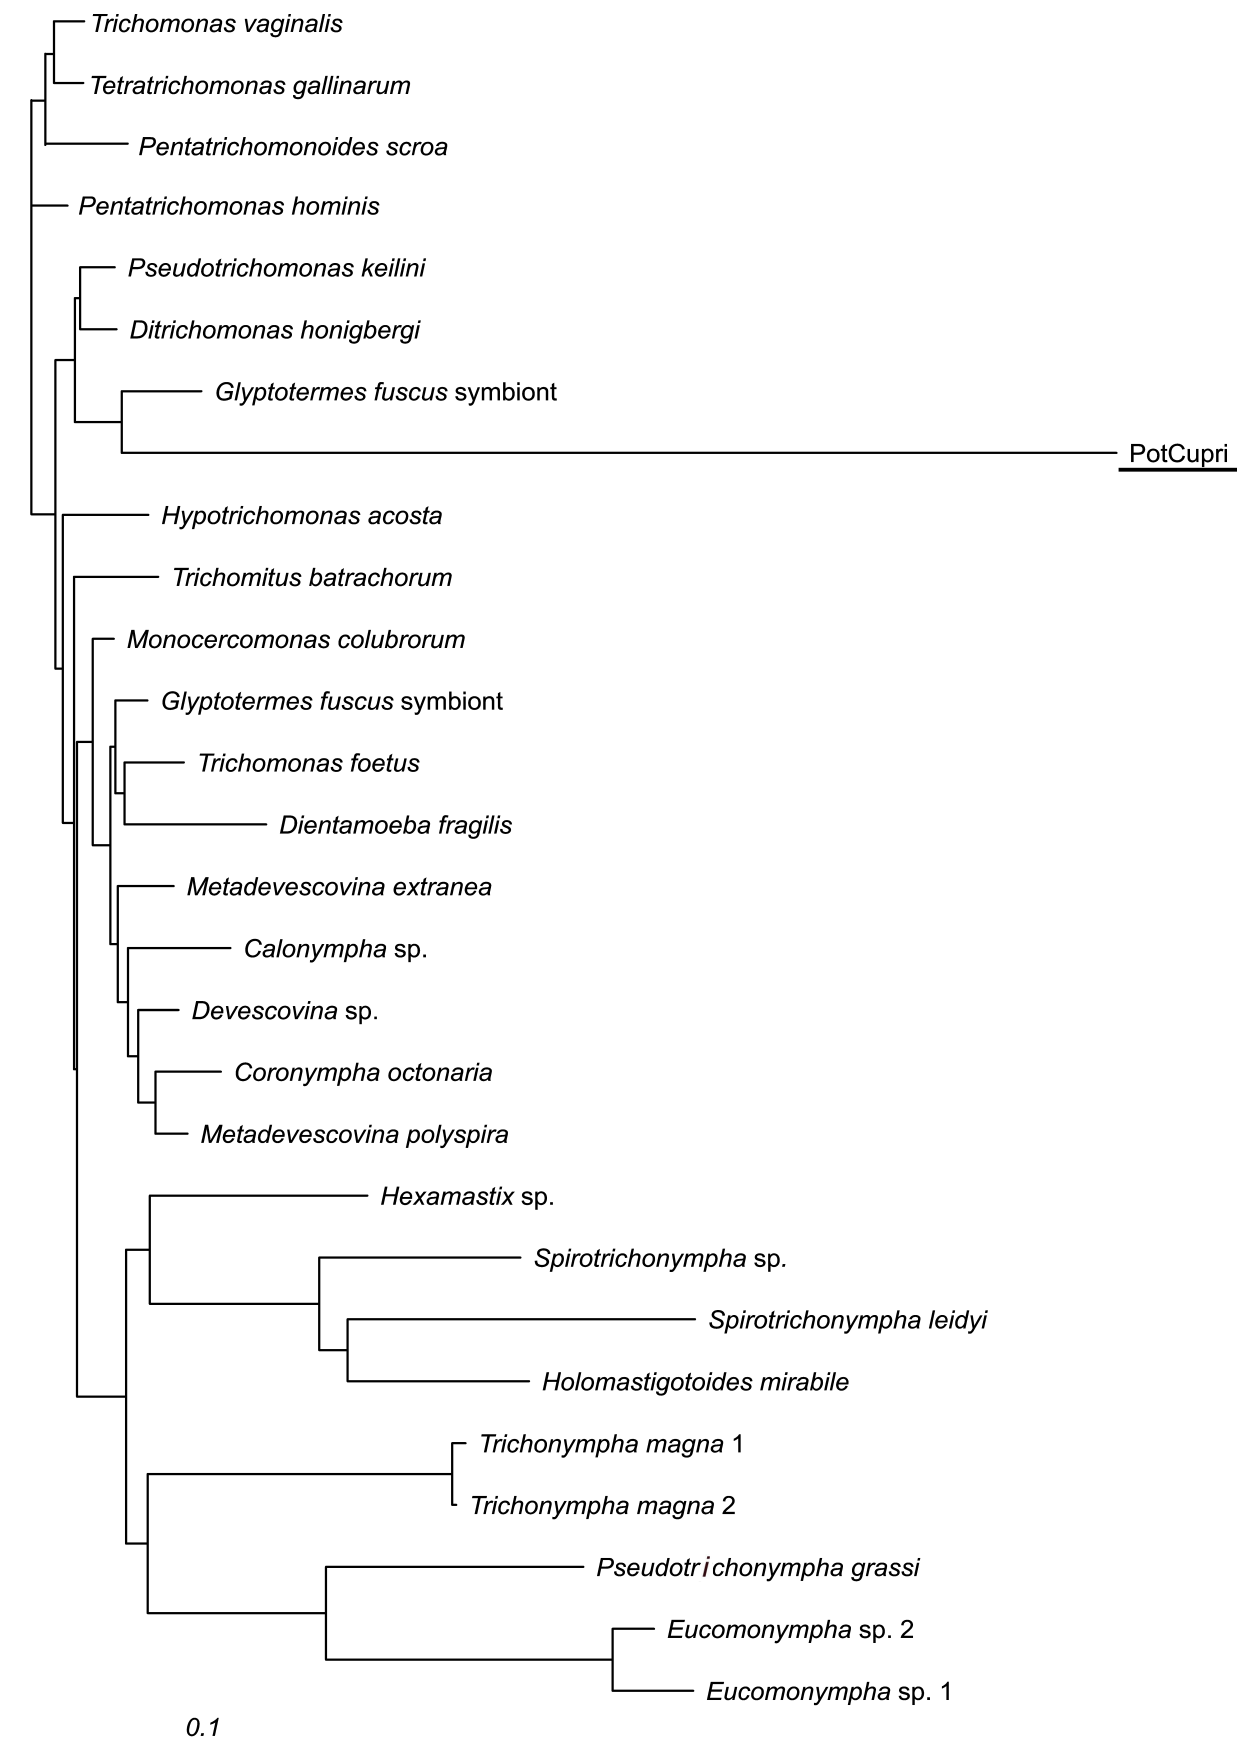 Trichomonas vaginalis
Tetratrichomonas gallinarum
Pentatrichomonoides scroa
Pentatrichomonas hominis
Pseudotrichomonas keilini
Ditrichomonas honigbergi
Glyptotermes fuscus symbiont
PotCupri
Hypotrichomonas acosta
Trichomitus batrachorum
Monocercomonas colubrorum
Glyptotermes fuscus symbiont
Trichomonas foetus
Dientamoeba fragilis
Metadevescovina extranea
Calonympha sp.
Devescovina sp.
Coronympha octonaria
Metadevescovina polyspira
Hexamastix sp.
Spirotrichonympha sp.
Spirotrichonympha leidyi
Holomastigotoides mirabile
Trichonympha magna 1
Trichonympha magna 2
Pseudotrichonympha grassi
Eucomonympha sp. 2
Eucomonympha sp. 1
0.1